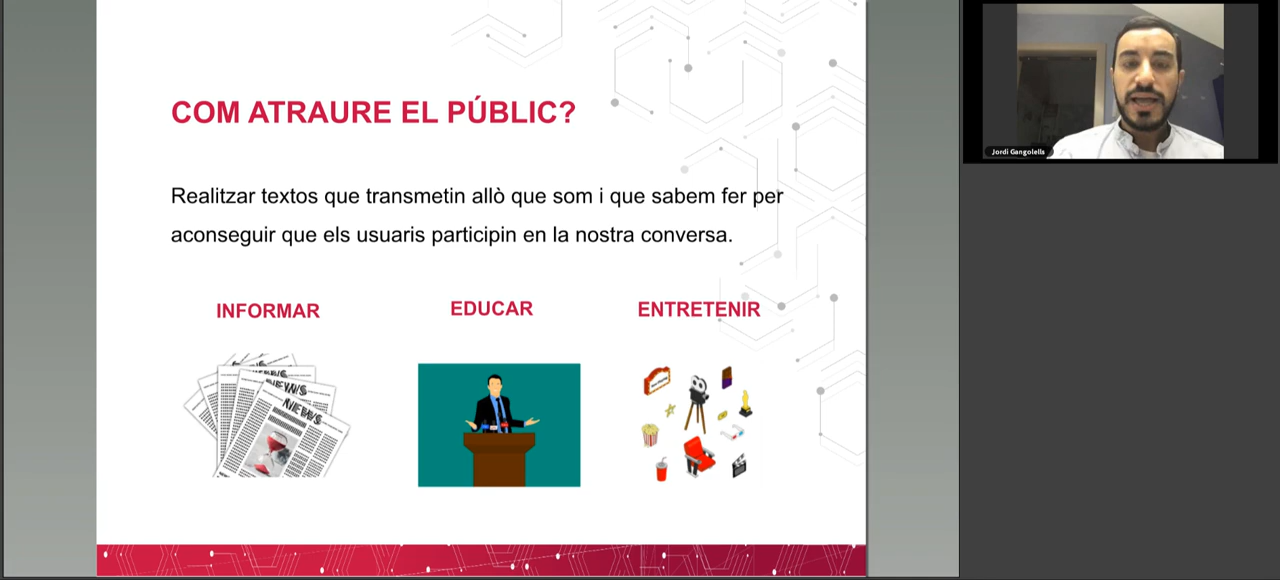 COM ATRAURE EL PÚBLIC?
Realitzar textos que transmetin allò que som i que sabem fer per
aconseguir que els usuaris participin en la nostra conversa.
INFORMAR
EDUCAR
ENTRETENIR
NEWS
NEWS
NEWS
Jordi Gangolells